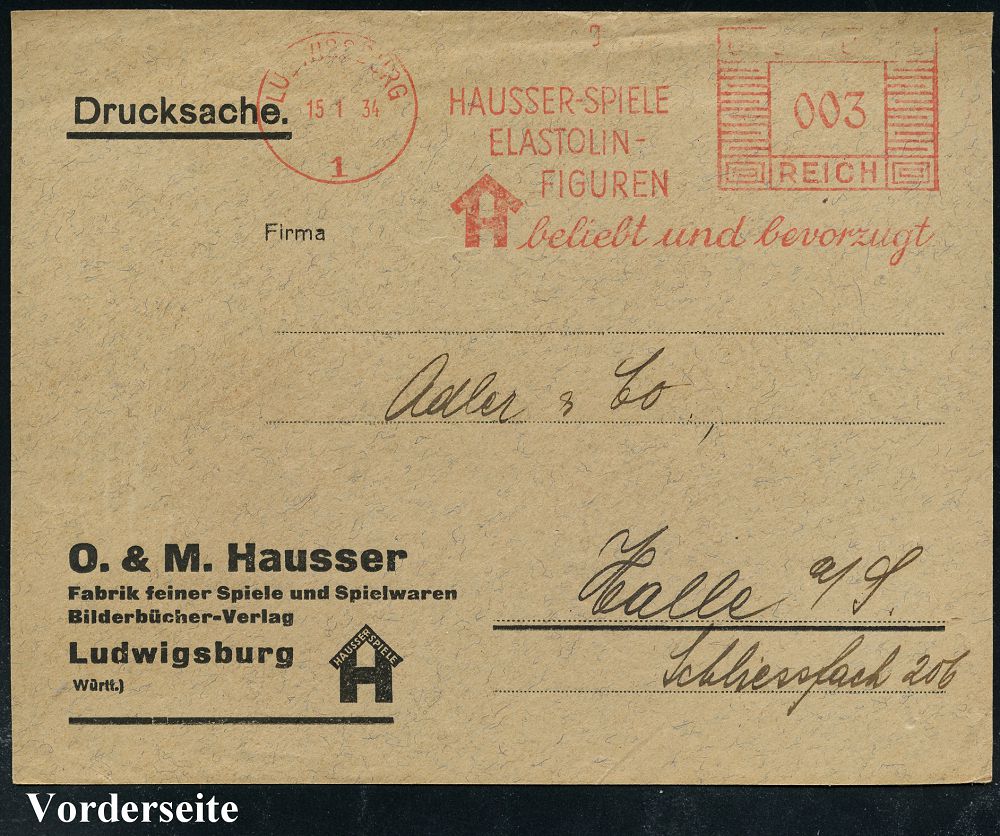 Drucksache.
LUDWIGSBURG
15.1.34
1
HAUSSER-SPIELE
ELASTOLIN-
FIGUREN
H beliebt und bevorzugt
003
REICH
Firma
Adler & Co.,
O. & M. Hausser
Fabrik feiner Spiele und Spielwaren
Bilderbücher-Verlag
Ludwigsburg
Württ.)
HAUSSER SPIELE
H
Halle a/S.
Schliessfach 206
Vorderseite